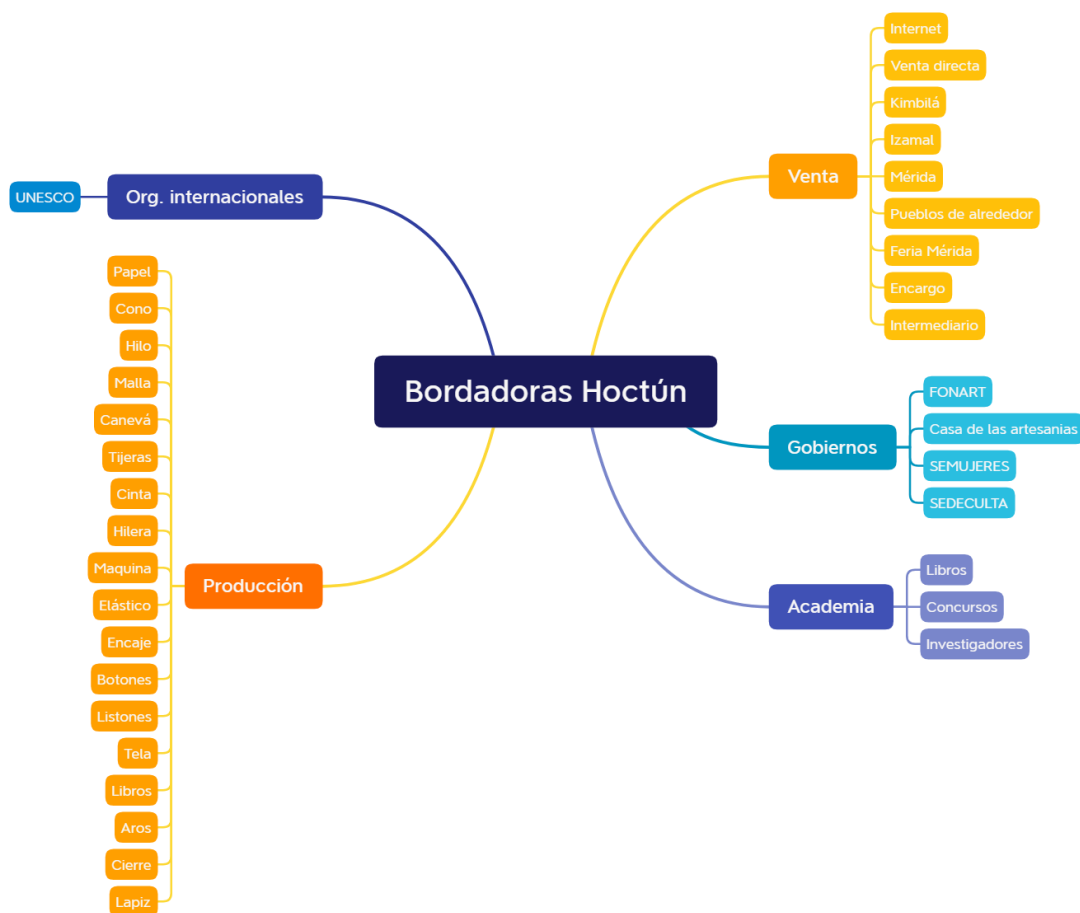 Bordadoras Hoctún
Org. internacionales
UNESCO
Producción
Papel
Cono
Hilo
Malla
Canevá
Tijeras
Cinta
Hilera
Maquina
Elástico
Encaje
Botones
Listones
Tela
Libros
Aros
Cierre
Lapiz
Venta
Internet
Venta directa
Kimbilá
Izamal
Mérida
Pueblos de alrededor
Feria Mérida
Encargo
Intermediario
Gobiernos
FONART
Casa de las artesanias
SEMUJERES
SEDECULTA
Academia
Libros
Concursos
Investigadores